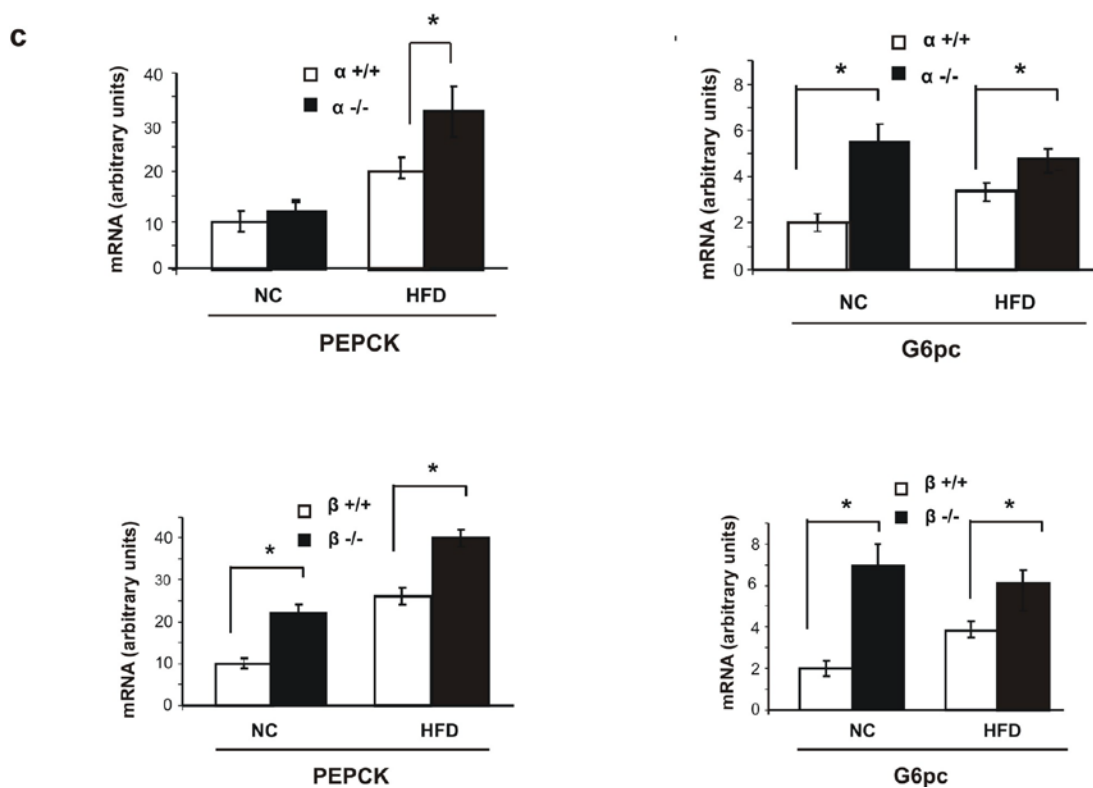 c
*
α +/+
α -/-
mRNA (arbitrary units)
40
30
20
10
0
NC HFD
PEPCK
α +/+
α -/-
* *
mRNA (arbitrary units)
8
6
4
2
0
NC HFD
G6pc
*
*
β +/+
β -/-
mRNA (arbitrary units)
40
30
20
10
0
NC HFD
PEPCK
β +/+
β -/-
* *
mRNA (arbitrary units)
8
6
4
2
0
NC HFD
G6pc